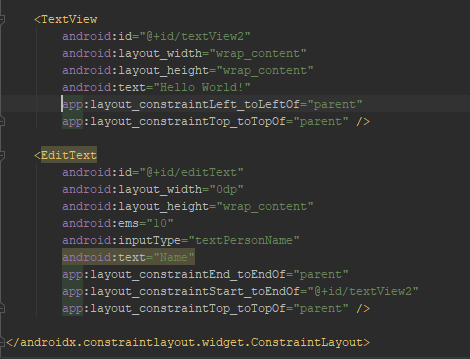 <TextView
android:id="@+id/textView2"
android:layout_width="wrap_content"
android:layout_height="wrap_content"
android:text="Hello World!"
app:layout_constraintLeft_toLeftOf="parent"
app:layout_constraintTop_toTopOf="parent" />
<EditText
android:id="@+id/editText"
android:layout_width="0dp"
android:layout_height="wrap_content"
android:ems="10"
android:inputType="textPersonName"
android:text="Name"
app:layout_constraintEnd_toEndOf="parent"
app:layout_constraintStart_toEndOf="@+id/textView2"
app:layout_constraintTop_toTopOf="parent" />
</androidx.constraintlayout.widget.ConstraintLayout>